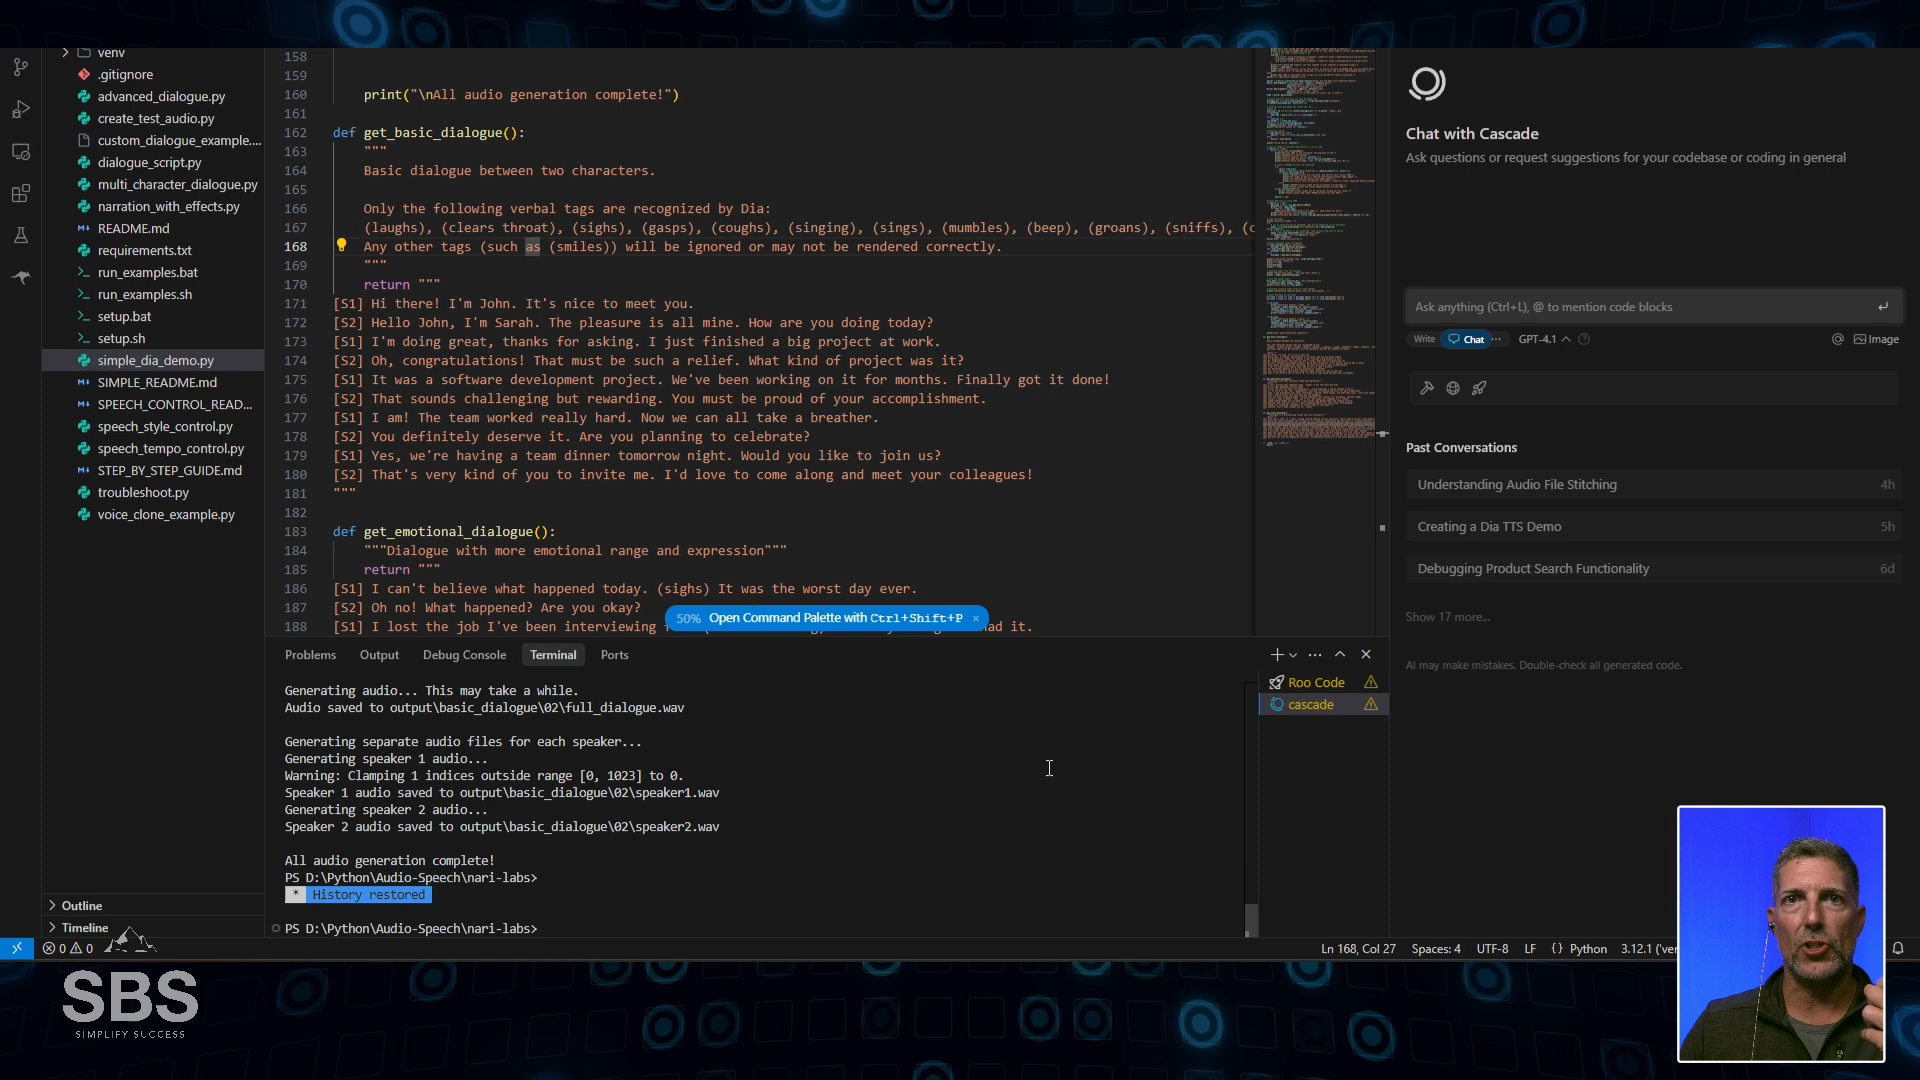 venv
.gitignore
advanced_dialogue.py
create_test_audio.py
custom_dialogue_example....
dialogue_script.py
multi_character_dialogue.py
narration_with_effects.py
README.md
requirements.txt
run_examples.bat
run_examples.sh
setup.bat
setup.sh
simple_dia_demo.py
SIMPLE_README.md
SPEECH_CONTROL_READ...
speech_style_control.py
speech_tempo_control.py
STEP_BY_STEP_GUIDE.md
troubleshoot.py
voice_clone_example.py
Outline
Timeline
158
159
160 print("\nAll audio generation complete!")
161
162 def get_basic_dialogue():
163 """
164 Basic dialogue between two characters.
165
166 Only the following verbal tags are recognized by Dia:
167 (laughs), (clears throat), (sighs), (gasps), (coughs), (singing), (sings), (mumbles), (beep), (groans), (sniffs), (c
168 Any other tags (such as (smiles)) will be ignored or may not be rendered correctly.
169 """
170 return """
171 [S1] Hi there! I'm John. It's nice to meet you.
172 [S2] Hello John, I'm Sarah. The pleasure is all mine. How are you doing today?
173 [S1] I'm doing great, thanks for asking. I just finished a big project at work.
174 [S2] Oh, congratulations! That must be such a relief. What kind of project was it?
175 [S1] It was a software development project. We've been working on it for months. Finally got it done!
176 [S2] That sounds challenging but rewarding. You must be proud of your accomplishment.
177 [S1] I am! The team worked really hard. Now we can all take a breather.
178 [S2] You definitely deserve it. Are you planning to celebrate?
179 [S1] Yes, we're having a team dinner tomorrow night. Would you like to join us?
180 [S2] That's very kind of you to invite me. I'd love to come along and meet your colleagues!
181 """
182
183 def get_emotional_dialogue():
184 """Dialogue with more emotional range and expression"""
185 return """
186 [S1] I can't believe what happened today. (sighs) It was the worst day ever.
187 [S2] Oh no! What happened? Are you okay?
188 [S1] I lost the job I've been interviewing
ad it.
50% Open Command Palette with Ctrl+Shift+P ×
Problems Output Debug Console Terminal Ports
Generating audio... This may take a while.
Audio saved to output\basic_dialogue\02\full_dialogue.wav
Generating separate audio files for each speaker...
Generating speaker 1 audio...
Warning: Clamping 1 indices outside range [0, 1023] to 0.
Speaker 1 audio saved to output\basic_dialogue\02\speaker1.wav
Generating speaker 2 audio...
Speaker 2 audio saved to output\basic_dialogue\02\speaker2.wav
All audio generation complete!
PS D:\Python\Audio-Speech\nari-labs>
* History restored
PS D:\Python\Audio-Speech\nari-labs>
Roo Code
cascade
Chat with Cascade
Ask questions or request suggestions for your codebase or coding in general
Ask anything (Ctrl+L), @ to mention code blocks
Write Chat ... GPT-4.1 @ Image
Past Conversations
Understanding Audio File Stitching 4h
Creating a Dia TTS Demo 5h
Debugging Product Search Functionality 6d
Show 17 more...
AI may make mistakes. Double-check all generated code.
0 0
Ln 168, Col 27 Spaces: 4 UTF-8 LF {} Python 3.12.1 ('ver
SBS
SIMPLIFY SUCCESS